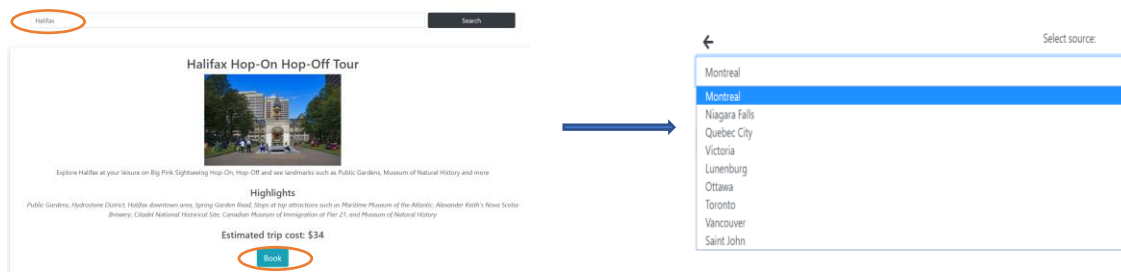 Halifax
Search
Halifax Hop-On Hop-Off Tour
Explore Halifax at your leisure on Big Pink Sightseeing Hop-On, Hop-Off and see landmarks such as Public Gardens, Museum of Natural History and more
Highlights
Public Gardens, Hydrostone District, Halifax downtown area, Spring Garden Road, Stops at top attractions such as Maritime Museum of the Atlantic, Alexander Keith's Nova Scotia
Brewery, Citadel National Historical Site, Canadian Museum of Immigration at Pier 21, and Museum of Natural History
Estimated trip cost: $34
Book
Select source:
Montreal
Montreal
Niagara Falls
Quebec City
Victoria
Lunenburg
Ottawa
Toronto
Vancouver
Saint John